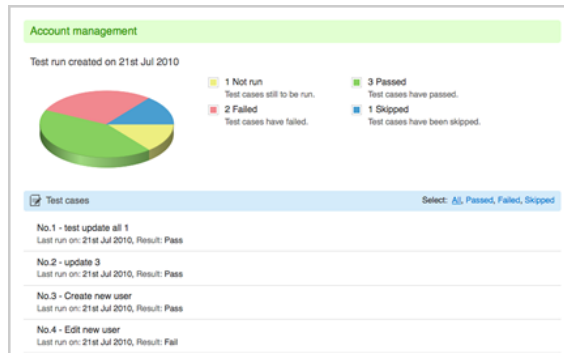 Account management
Test run created on 21st Jul 2010
1 Not run
Test cases still to be run.
3 Passed
Test cases have passed.
2 Failed
Test cases have failed.
1 Skipped
Test cases have been skipped.
Test cases
Select: All, Passed, Failed, Skipped
No.1 - test update all 1
Last run on: 21st Jul 2010, Result: Pass
No.2 - update 3
Last run on: 21st Jul 2010, Result: Pass
No.3 - Create new user
Last run on: 21st Jul 2010, Result: Pass
No.4 - Edit new user
Last run on: 21st Jul 2010, Result: Fail